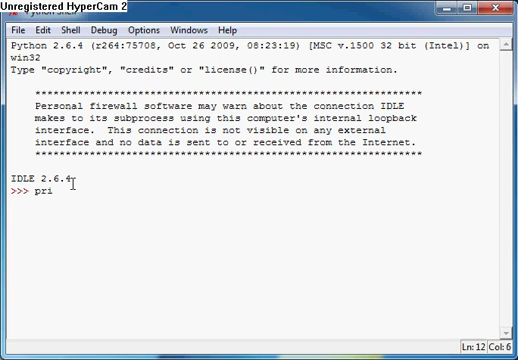 Unregistered HyperCam 2
Python Shell
File Edit Shell Debug Options Windows Help
Python 2.6.4 (r264:75708, Oct 26 2009, 08:23:19) [MSC v.1500 32 bit (Intel)] on
win32
Type "copyright", "credits" or "license()" for more information.
****************************************************************
Personal firewall software may warn about the connection IDLE
makes to its subprocess using this computer's internal loopback
interface.  This connection is not visible on any external
interface and no data is sent to or received from the Internet.
****************************************************************
IDLE 2.6.4
>>> pri
Ln: 12 Col: 6